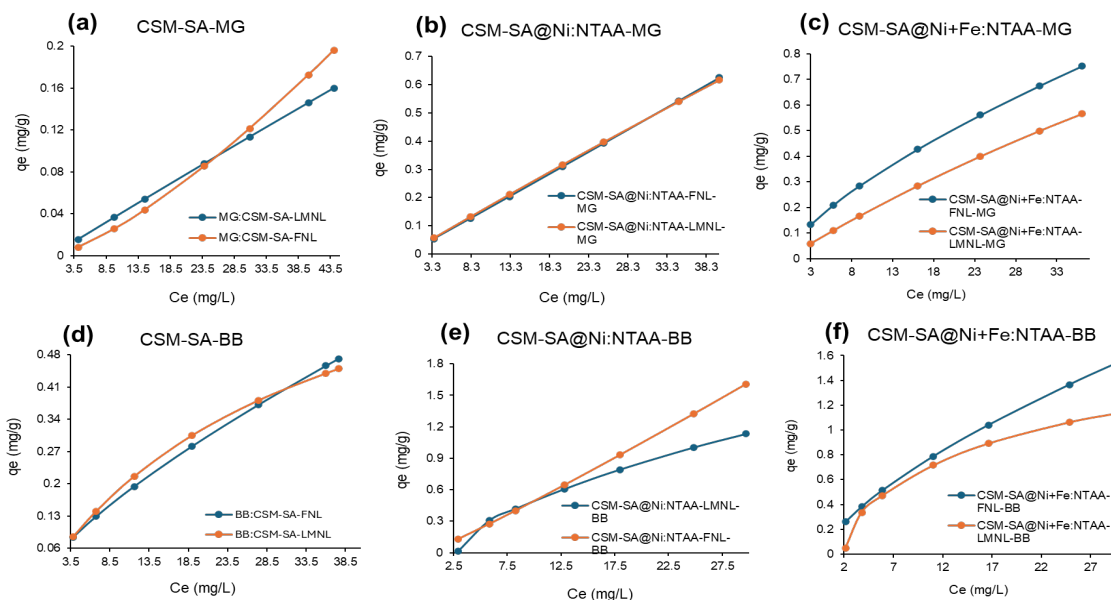 (a)
CSM-SA-MG
0.2
0.16
0.12
0.08
0.04
0
qe (mg/g)
MG:CSM-SA-LMNL
MG:CSM-SA-FNL
3.5 8.5 13.5 18.5 23.5 28.5 33.5 38.5 43.5
Ce (mg/L)
(b)
CSM-SA@Ni:NTAA-MG
0.7
0.6
0.5
0.4
0.3
0.2
0.1
0
qe (mg/g)
CSM-SA@Ni:NTAA-FNL-
MG
CSM-SA@Ni:NTAA-LMNL-
MG
3.3 8.3 13.3 18.3 23.3 28.3 33.3 38.3
Ce (mg/L)
(c)
CSM-SA@Ni+Fe:NTAA-MG
0.8
0.7
0.6
0.5
0.4
0.3
0.2
0.1
0
qe (mg/g)
CSM-SA@Ni+Fe:NTAA-
FNL-MG
CSM-SA@Ni+Fe:NTAA-
LMNL-MG
3 8 13 18 23 28 33
Ce (mg/L)
(d)
CSM-SA-BB
0.48
0.41
0.34
0.27
0.2
0.13
0.06
qe (mg/g)
BB:CSM-SA-FNL
BB:CSM-SA-LMNL
3.5 8.5 13.5 18.5 23.5 28.5 33.5 38.5
Ce (mg/L)
(e)
CSM-SA@Ni:NTAA-BB
1.8
1.5
1.2
0.9
0.6
0.3
0
qe (mg/g)
CSM-SA@Ni:NTAA-LMNL-
BB
CSM-SA@Ni:NTAA-FNL-
BB
2.5 7.5 12.5 17.5 22.5 27.5
Ce (mg/L)
(f)
CSM-SA@Ni+Fe:NTAA-BB
1.6
1.4
1.2
1
0.8
0.6
0.4
0.2
0
qe (mg/g)
CSM-SA@Ni+Fe:NTAA-
FNL-BB
CSM-SA@Ni+Fe:NTAA-
LMNL-BB
2 7 12 17 22 27
Ce (mg/L)